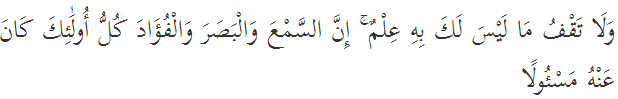 وَلَا تَقْفُ مَا لَيْسَ لَكَ بِهِ عِلْمٌ ۚ إِنَّ السَّمْعَ وَالْبَصَرَ وَالْفُؤَادَ كُلُّ أُولَٰئِكَ كَانَ
عَنْهُ مَسْئُولًا